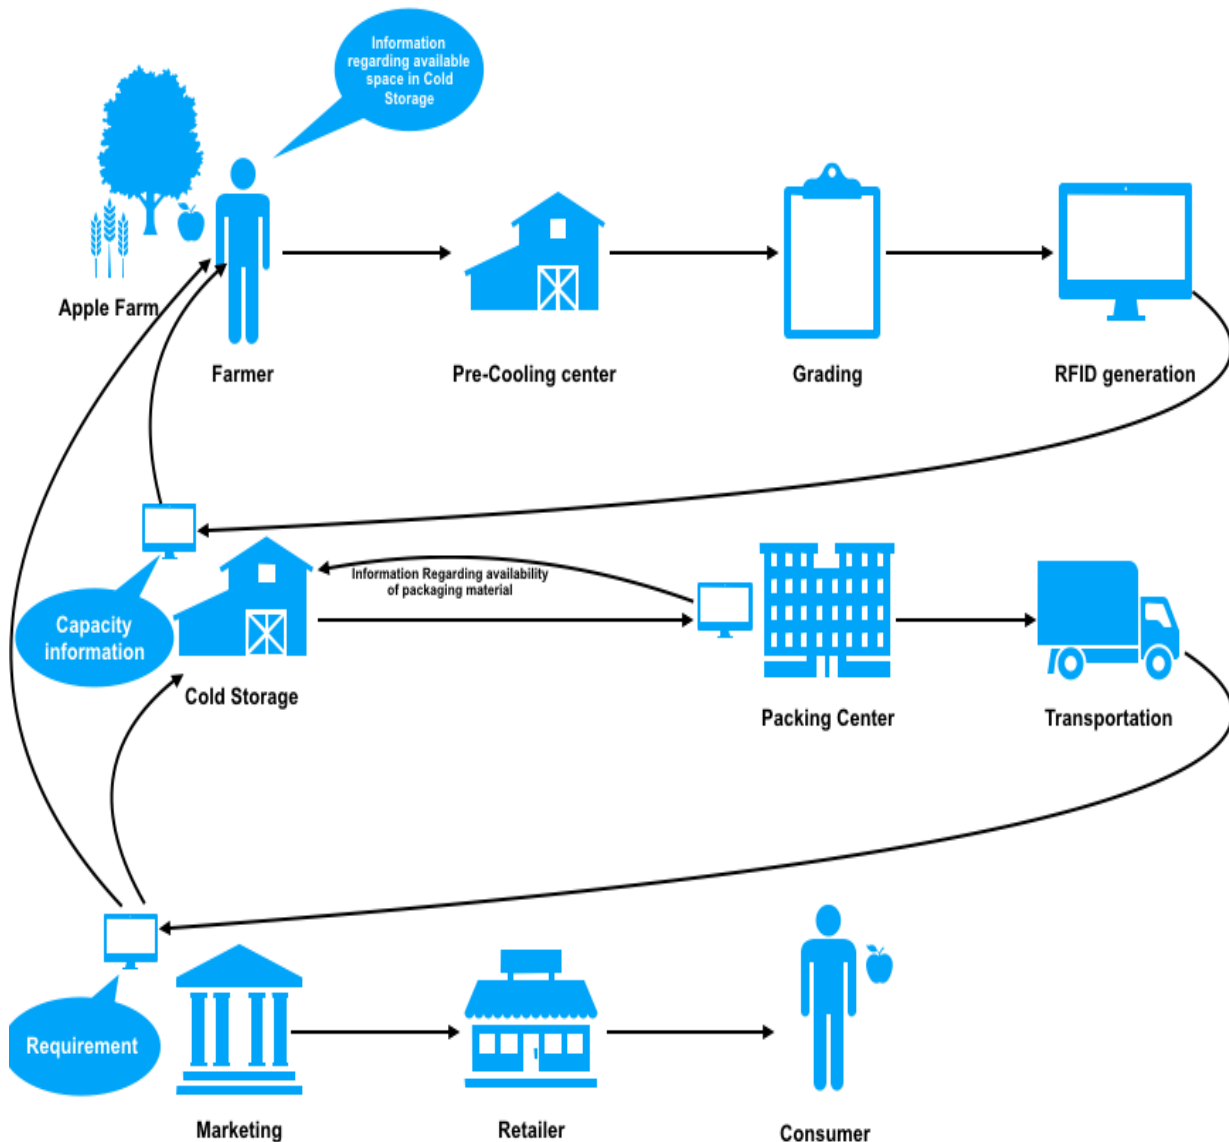 Information
regarding available
space in Cold
Storage
Apple Farm
Farmer
Pre-Cooling center
Grading
RFID generation
Information Regarding availability
of packaging material
Capacity
information
Cold Storage
Packing Center
Transportation
Requirement
Marketing
Retailer
Consumer